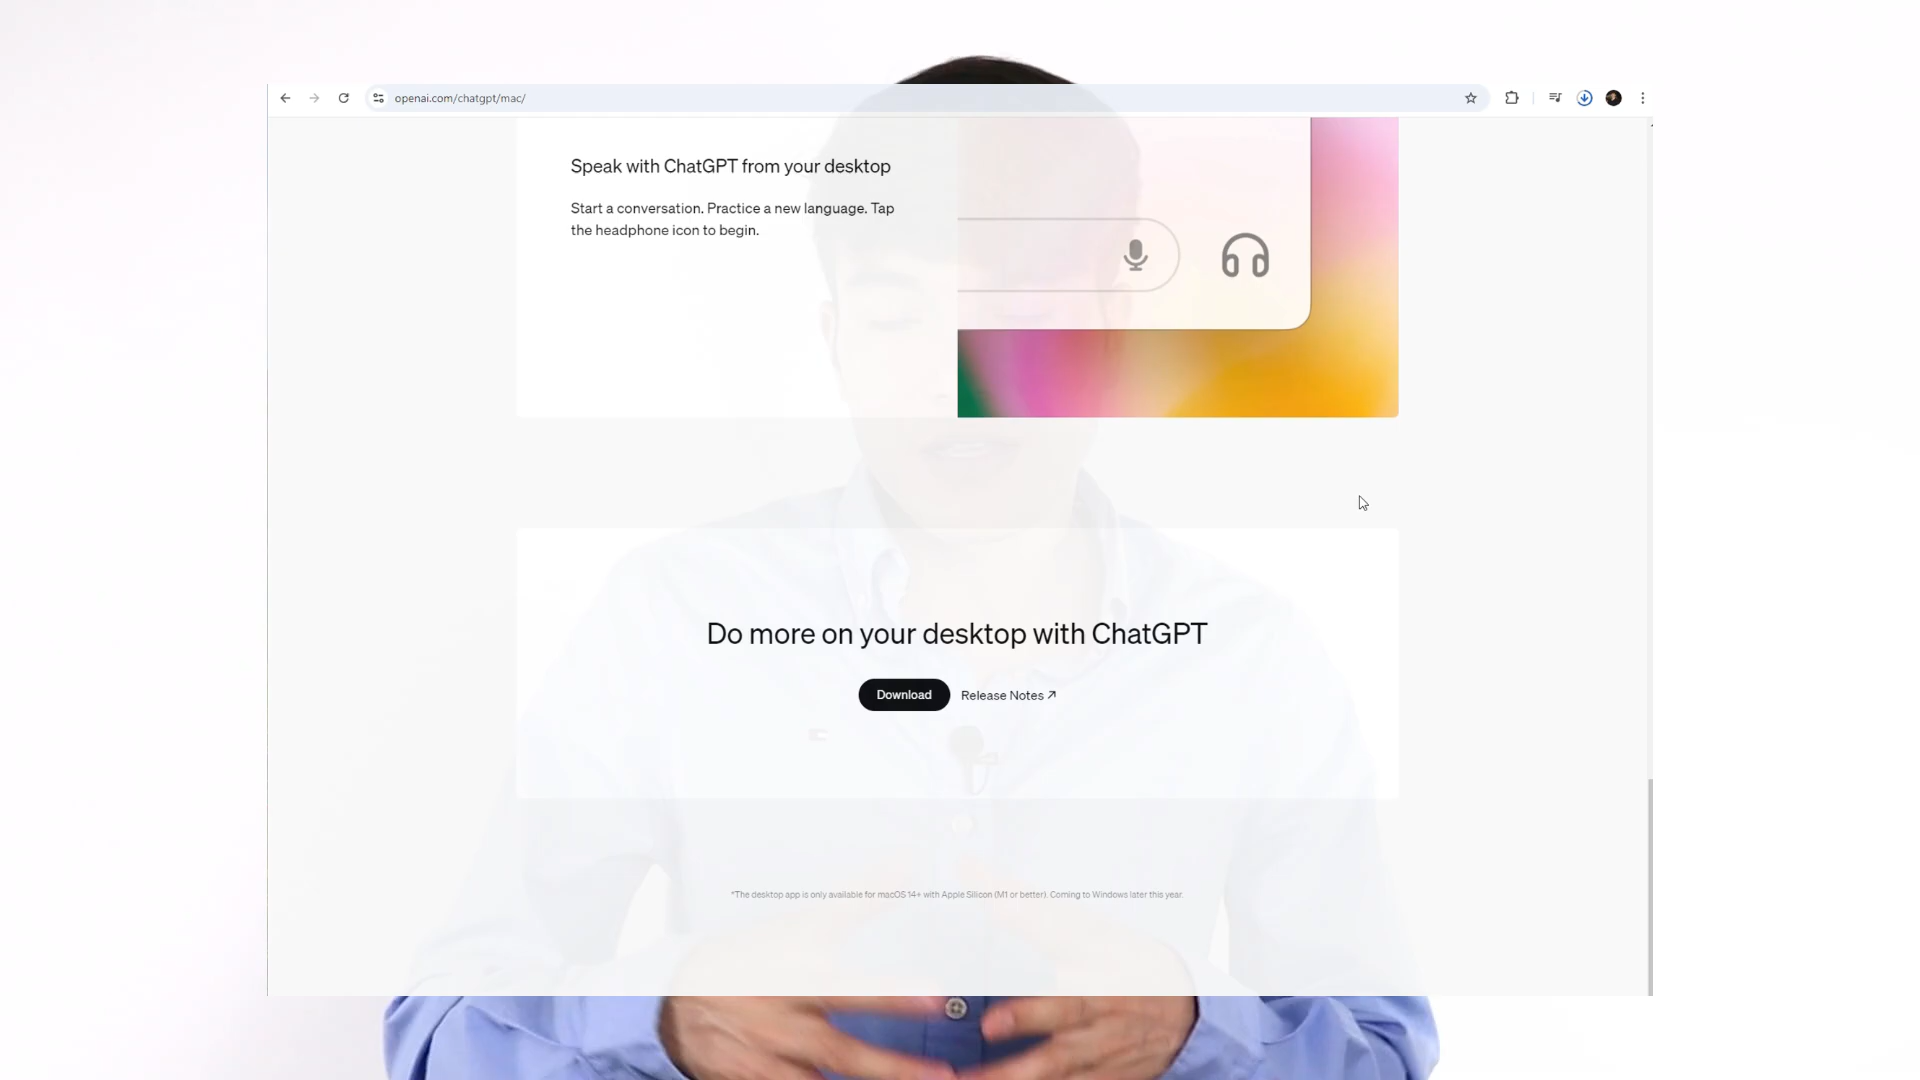 openai.com/chatgpt/mac/
Speak with ChatGPT from your desktop
Start a conversation. Practice a new language. Tap
the headphone icon to begin.
Do more on your desktop with ChatGPT
Download
Release Notes ↗
*The desktop app is only available for macOS 14+ with Apple Silicon (M1 or better). Coming to Windows later this year.